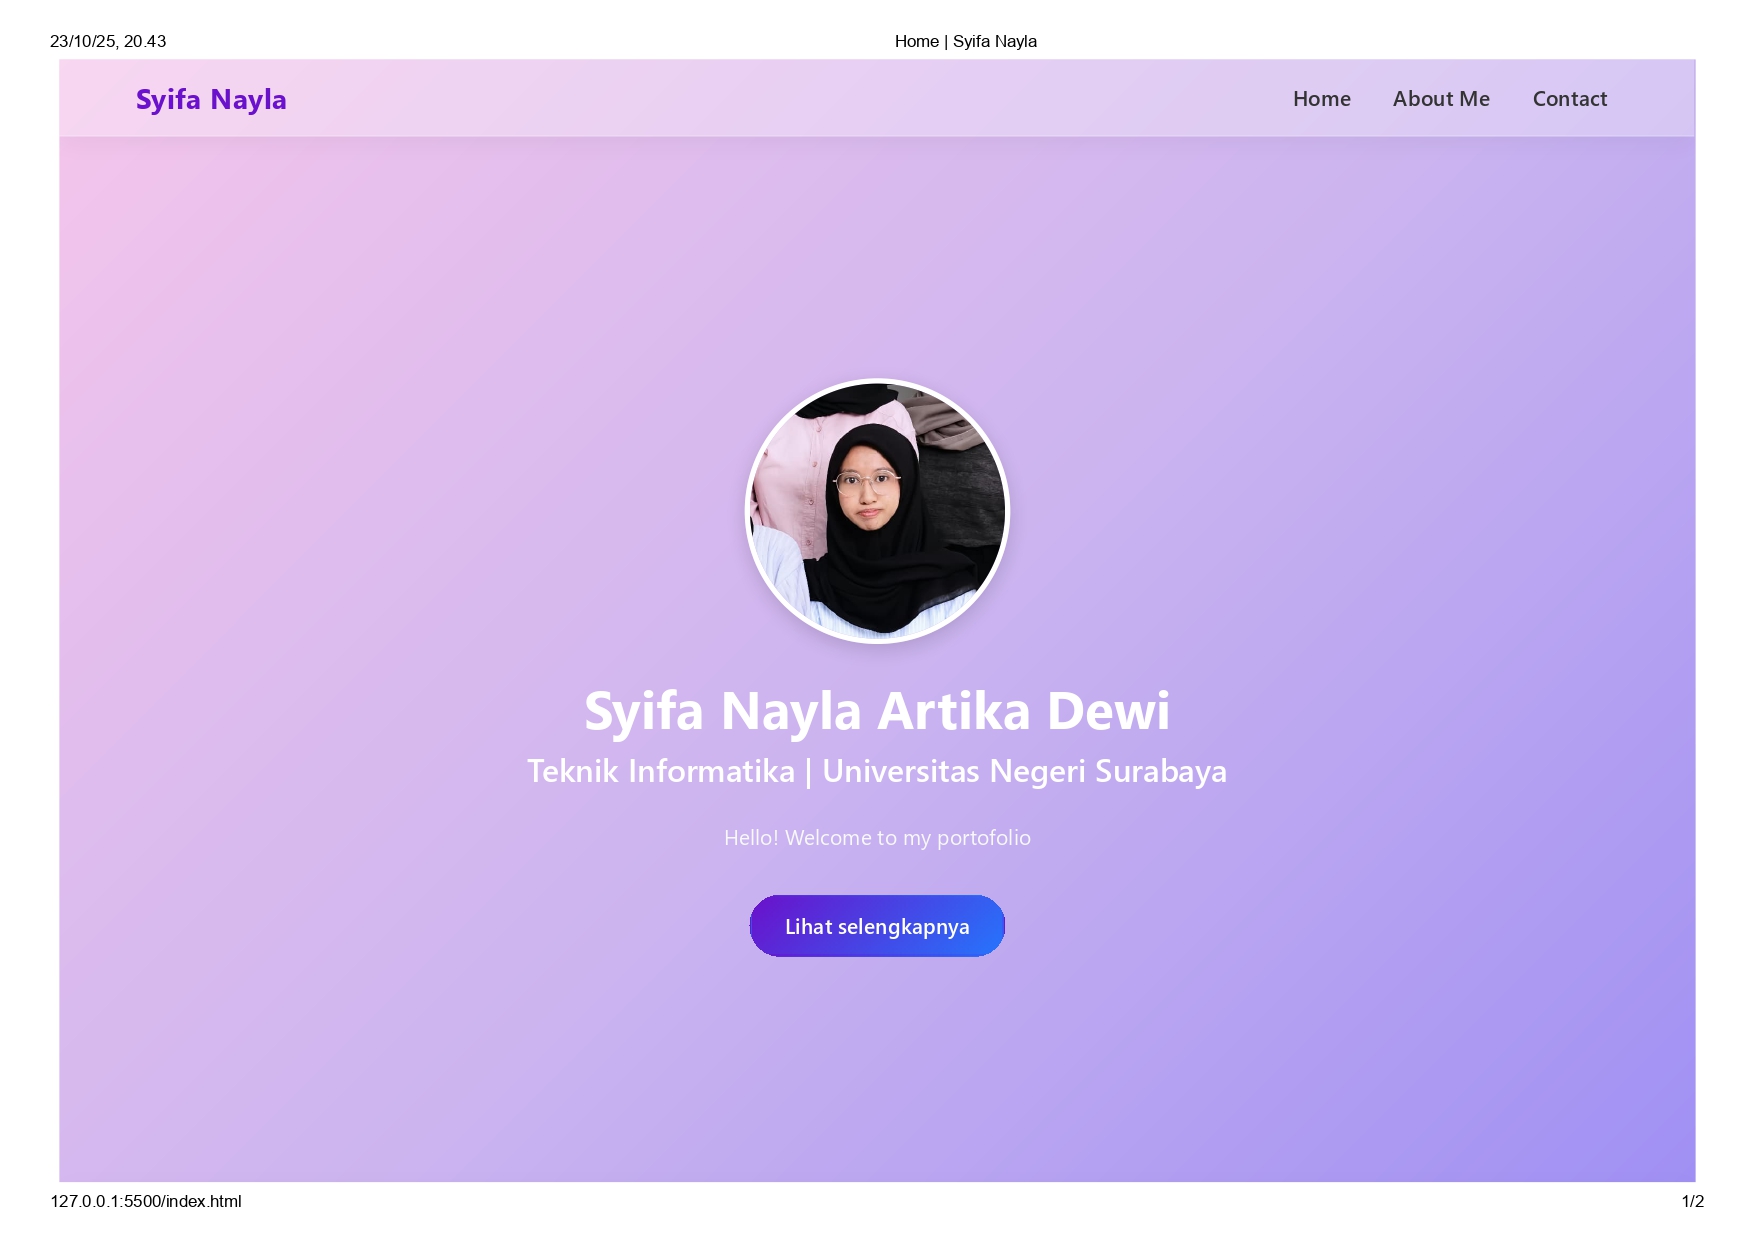 23/10/25, 20.43
Home | Syifa Nayla
Syifa Nayla
Home
About Me
Contact
Syifa Nayla Artika Dewi
Teknik Informatika | Universitas Negeri Surabaya
Hello! Welcome to my portofolio
Lihat selengkapnya
127.0.0.1:5500/index.html
1/2